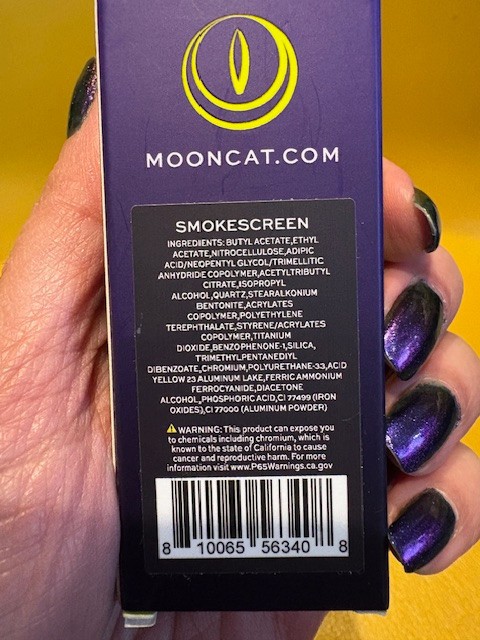 MOONCAT.COM
SMOKESCREEN
INGREDIENTS: BUTYL ACETATE,ETHYL
ACETATE,NITROCELLULOSE,ADIPIC
ACID/NEOPENTYL GLYCOL/TRIMELLITIC
ANHYDRIDE COPOLYMER,ACETYLTRIBUTYL
CITRATE,ISOPROPYL
ALCOHOL,QUARTZ,STEARALKONIUM
BENTONITE,ACRYLATES
COPOLYMER,POLYETHYLENE
TEREPHTHALATE,STYRENE/ACRYLATES
COPOLYMER,TITANIUM
DIOXIDE,BENZOPHENONE-1,SILICA,
TRIMETHYLPENTANEDIYL
DIBENZOATE,CHROMIUM,POLYURETHANE-33,ACID
YELLOW 23 ALUMINUM LAKE,FERRIC AMMONIUM
FERROCYANIDE,DIACETONE
ALCOHOL,PHOSPHORIC ACID,CI 77499 (IRON
OXIDES),CI 77000 (ALUMINUM POWDER)
WARNING: This product can expose you
to chemicals including chromium, which is
known to the state of California to cause
cancer and reproductive harm. For more
information visit www.P65Warnings.ca.gov
8 10065 56340 8